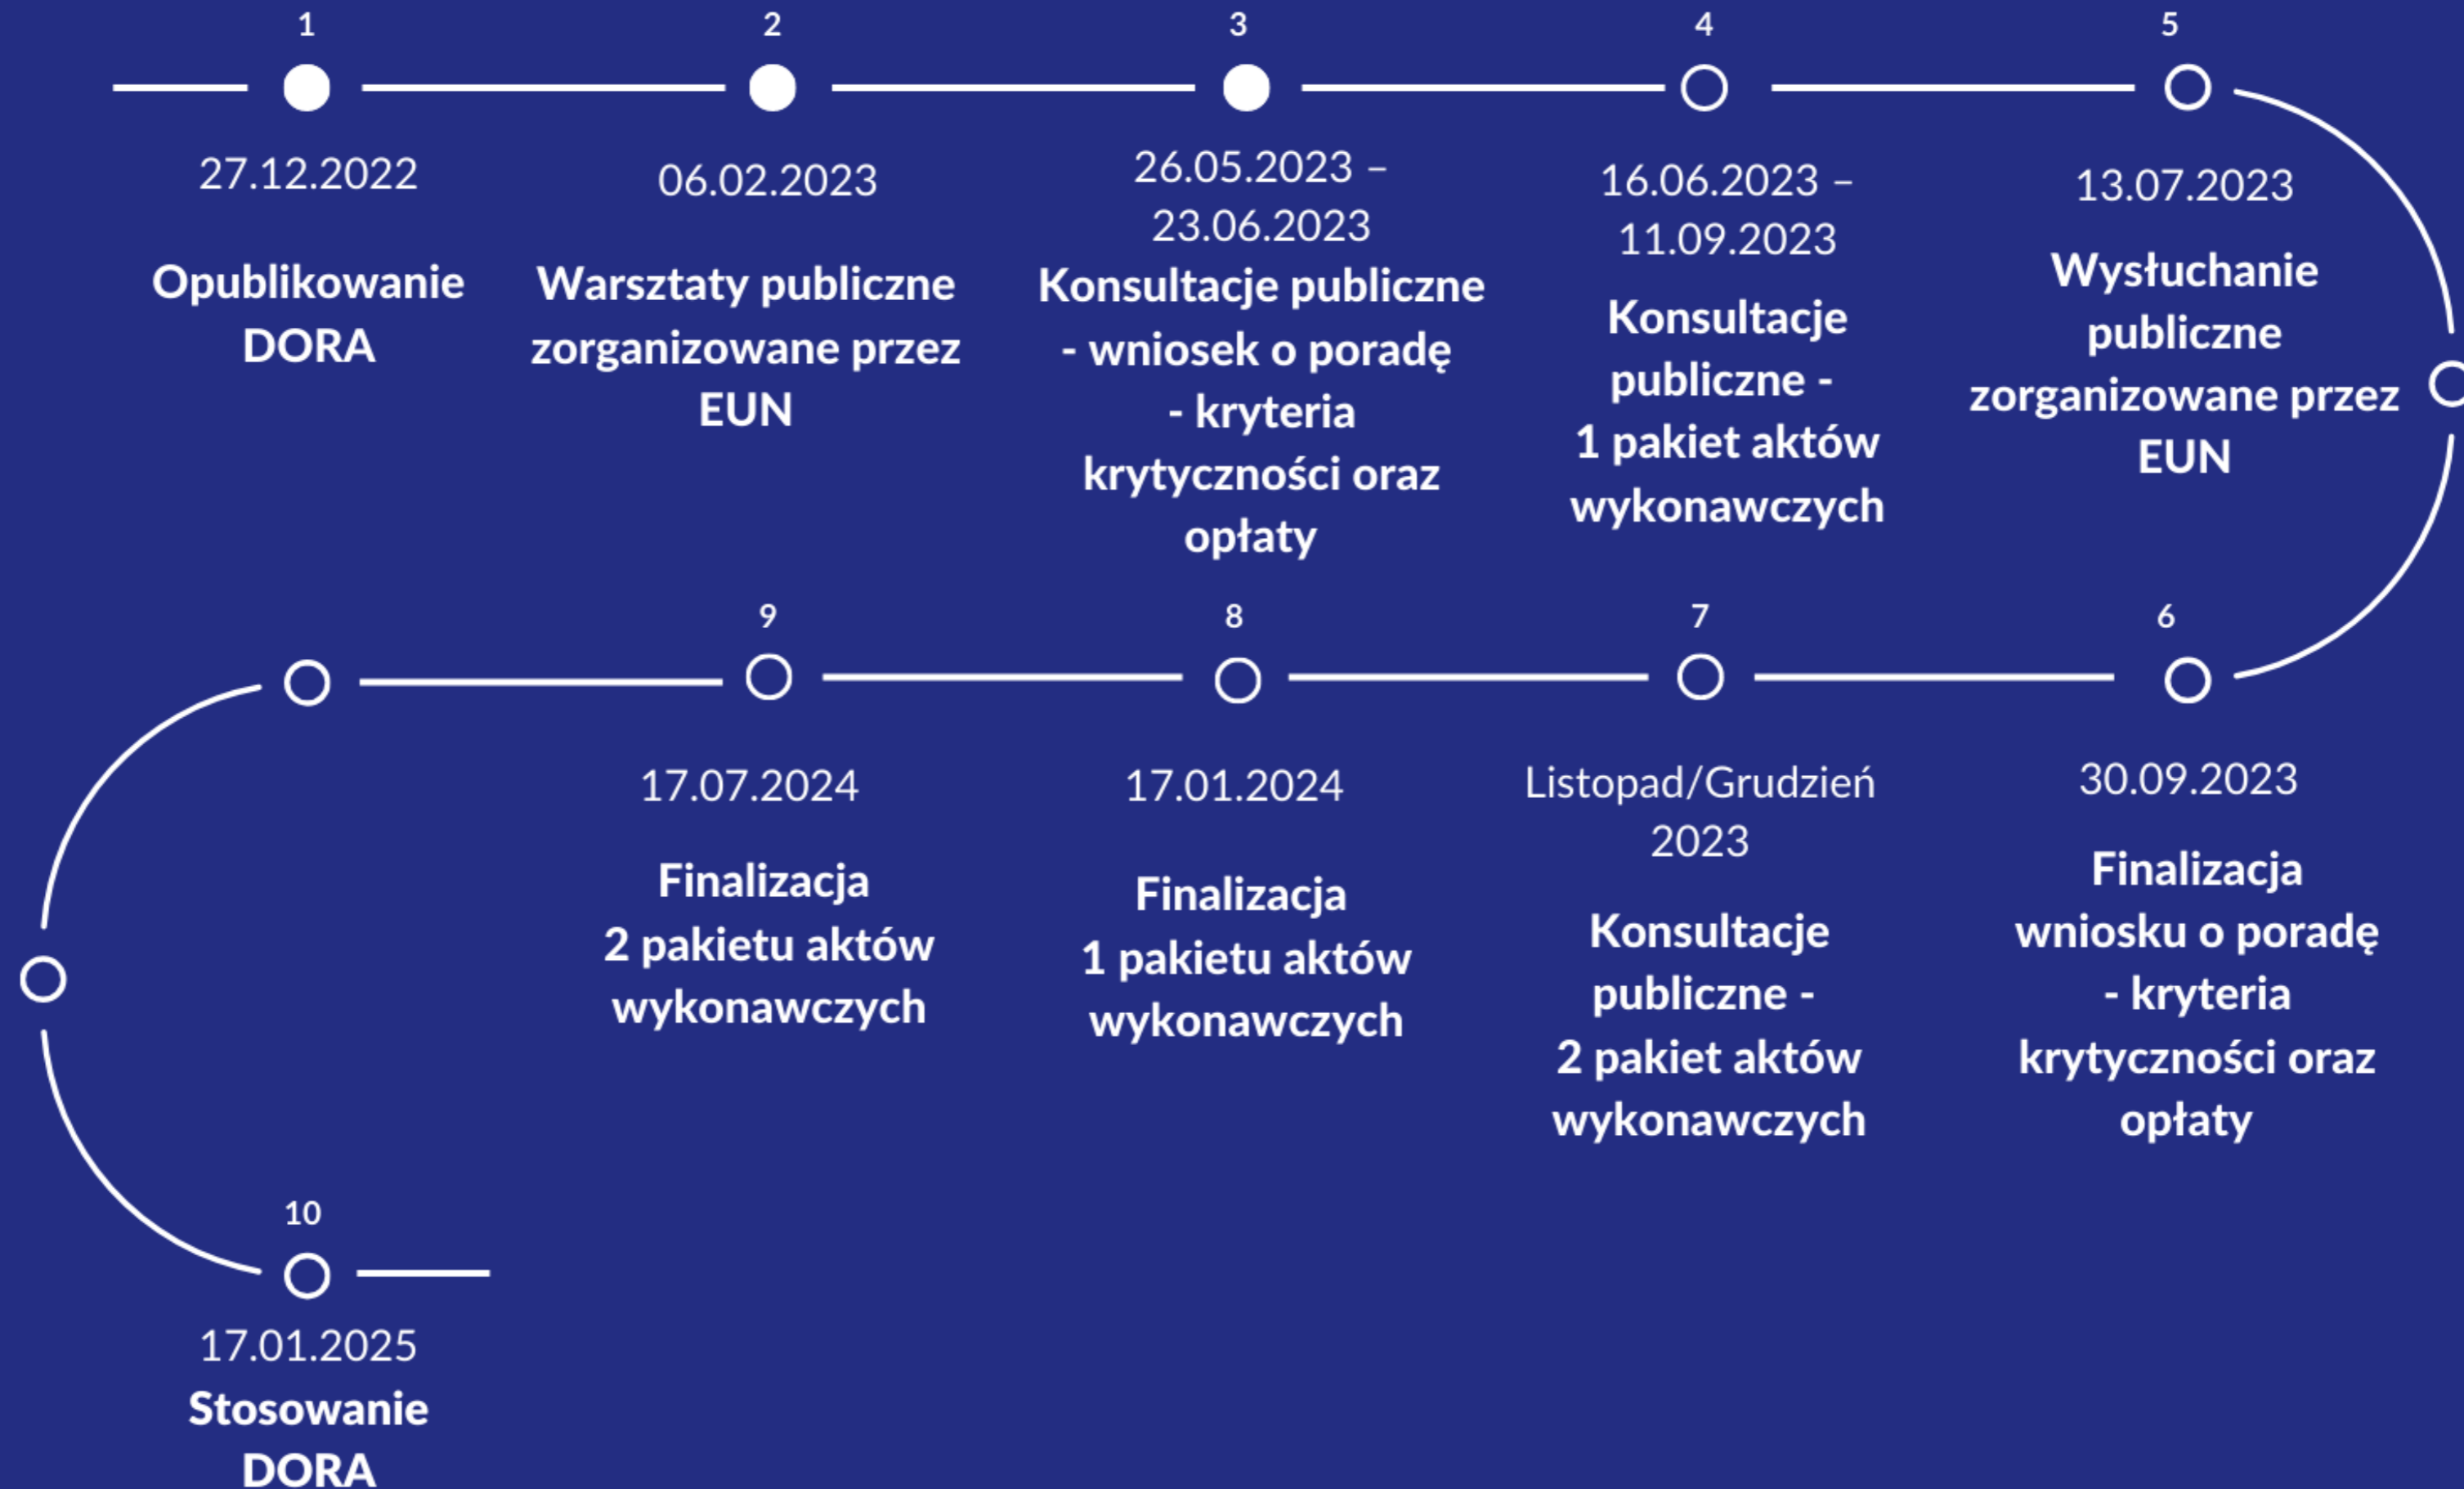 1
27.12.2022
Opublikowanie
DORA
2
06.02.2023
Warsztaty publiczne
zorganizowane przez
EUN
3
26.05.2023 –
23.06.2023
Konsultacje publiczne
- wniosek o poradę
- kryteria
krytyczności oraz
opłaty
4
16.06.2023 –
11.09.2023
Konsultacje
publiczne -
1 pakiet aktów
wykonawczych
5
13.07.2023
Wysłuchanie
publiczne
zorganizowane przez
EUN
6
30.09.2023
Finalizacja
wniosku o poradę
- kryteria
krytyczności oraz
opłaty
7
Listopad/Grudzień
2023
Konsultacje
publiczne -
2 pakiet aktów
wykonawczych
8
17.01.2024
Finalizacja
1 pakietu aktów
wykonawczych
9
17.07.2024
Finalizacja
2 pakietu aktów
wykonawczych
10
17.01.2025
Stosowanie
DORA